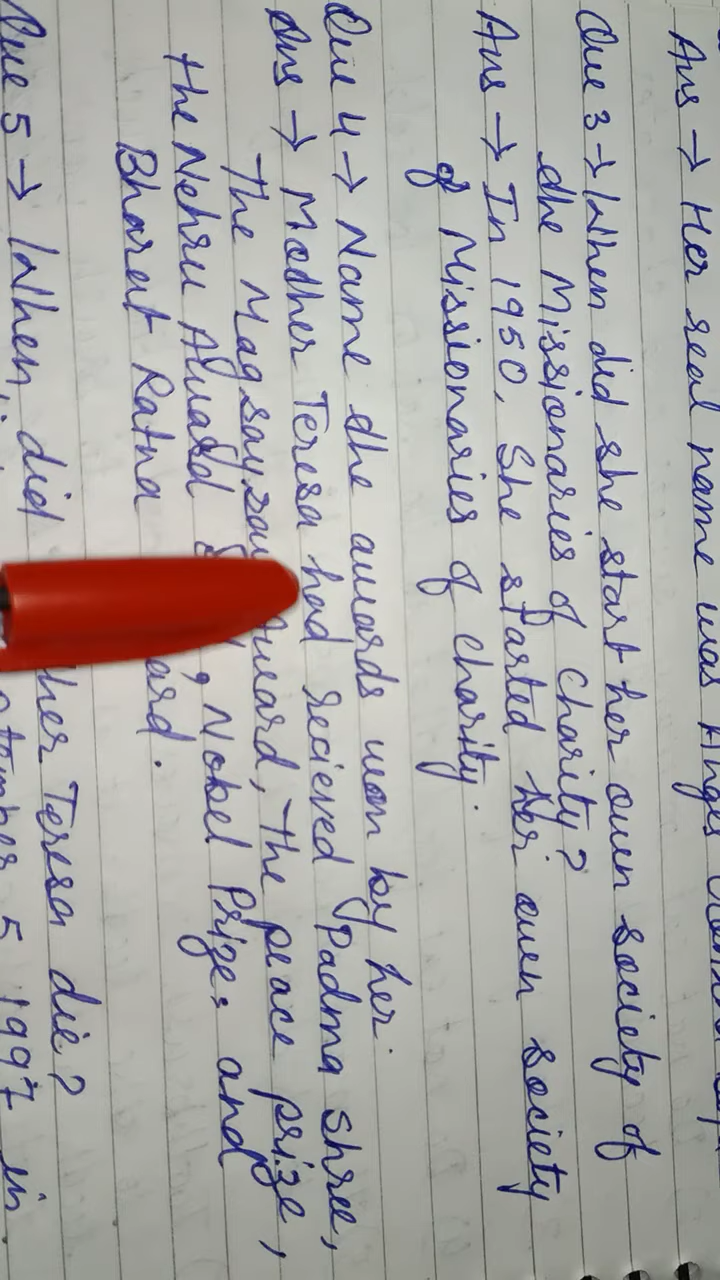 Ans → Her real name was
Que 3 → When did she start her own society of
the Missionaries of Charity?
Ans → In 1950, She started her own society
of Missionaries of Charity.
Que 4 → Name the awards won by her.
Ans → Mother Teresa had recieved Padma Shree,
The Magsaysay Award, The peace prize,
the Nehru Award , Nobel Prize, and
Bharat Ratna
Que 5 → When did Teresa die?
5 1997 in